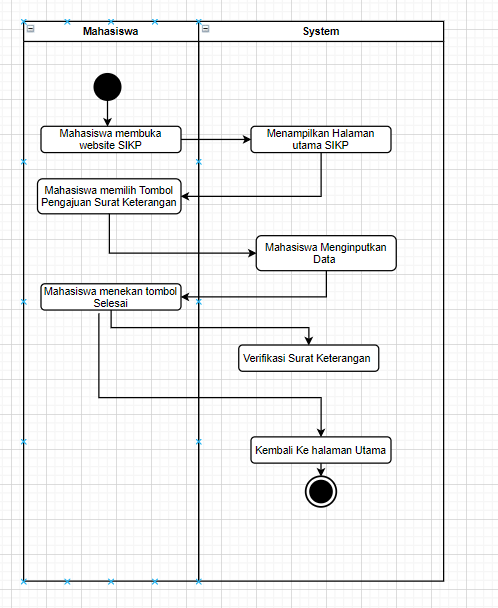 Mahasiswa
System
Mahasiswa membuka
website SIKP
Menampilkan Halaman
utama SIKP
Mahasiswa memilih Tombol
Pengajuan Surat Keterangan
Mahasiswa Menginputkan
Data
Mahasiswa menekan tombol
Selesai
Verifikasi Surat Keterangan
Kembali Ke halaman Utama